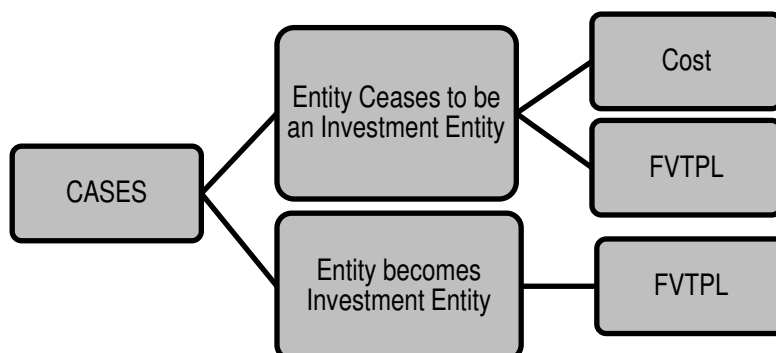 CASES
Entity Ceases to be
an Investment Entity
Cost
FVTPL
Entity becomes
Investment Entity
FVTPL